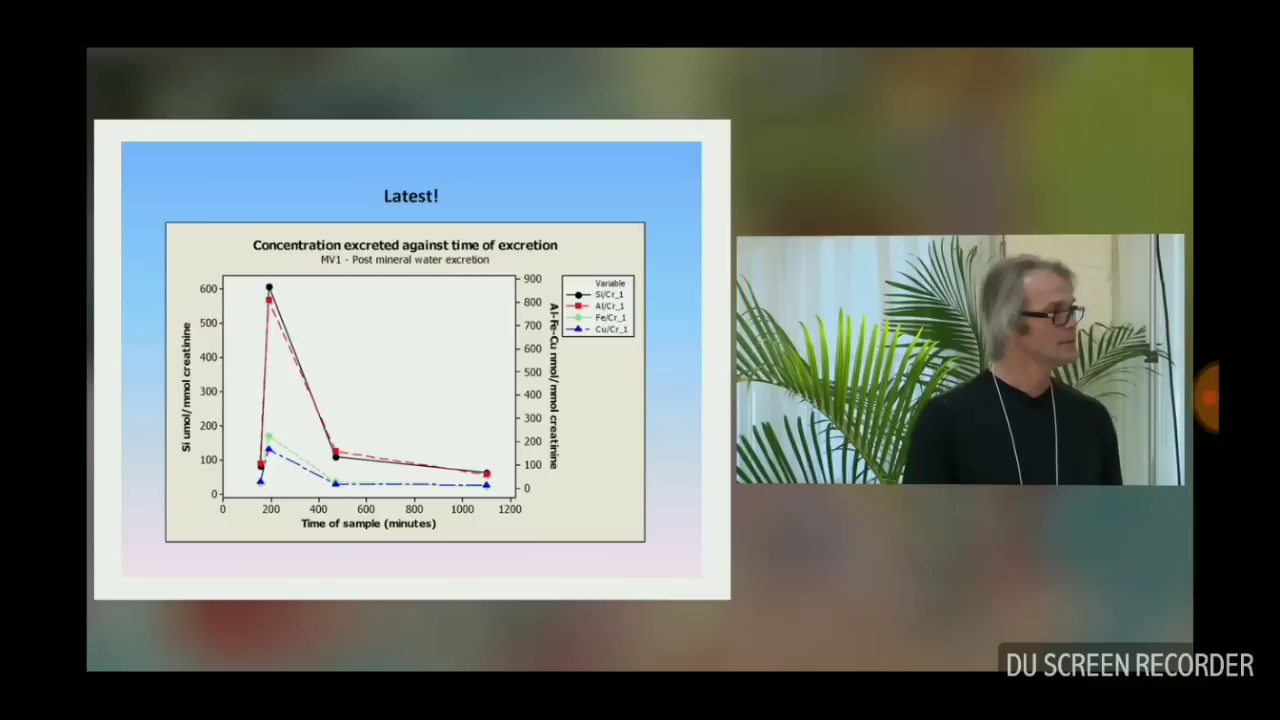 Latest!
Concentration excreted against time of excretion
MV1 - Post mineral water excretion
Si umol/mmol creatinine
600
500
400
300
200
100
0
0
200
400
600
800
1000
1200
Time of sample (minutes)
900
800
700
600
500
400
300
200
100
0
Al-Fe-Cu nmol/mmol creatinine
Variable
Si/Cr_1
Al/Cr_1
Fe/Cr_1
Cu/Cr_1
DU SCREEN RECORDER